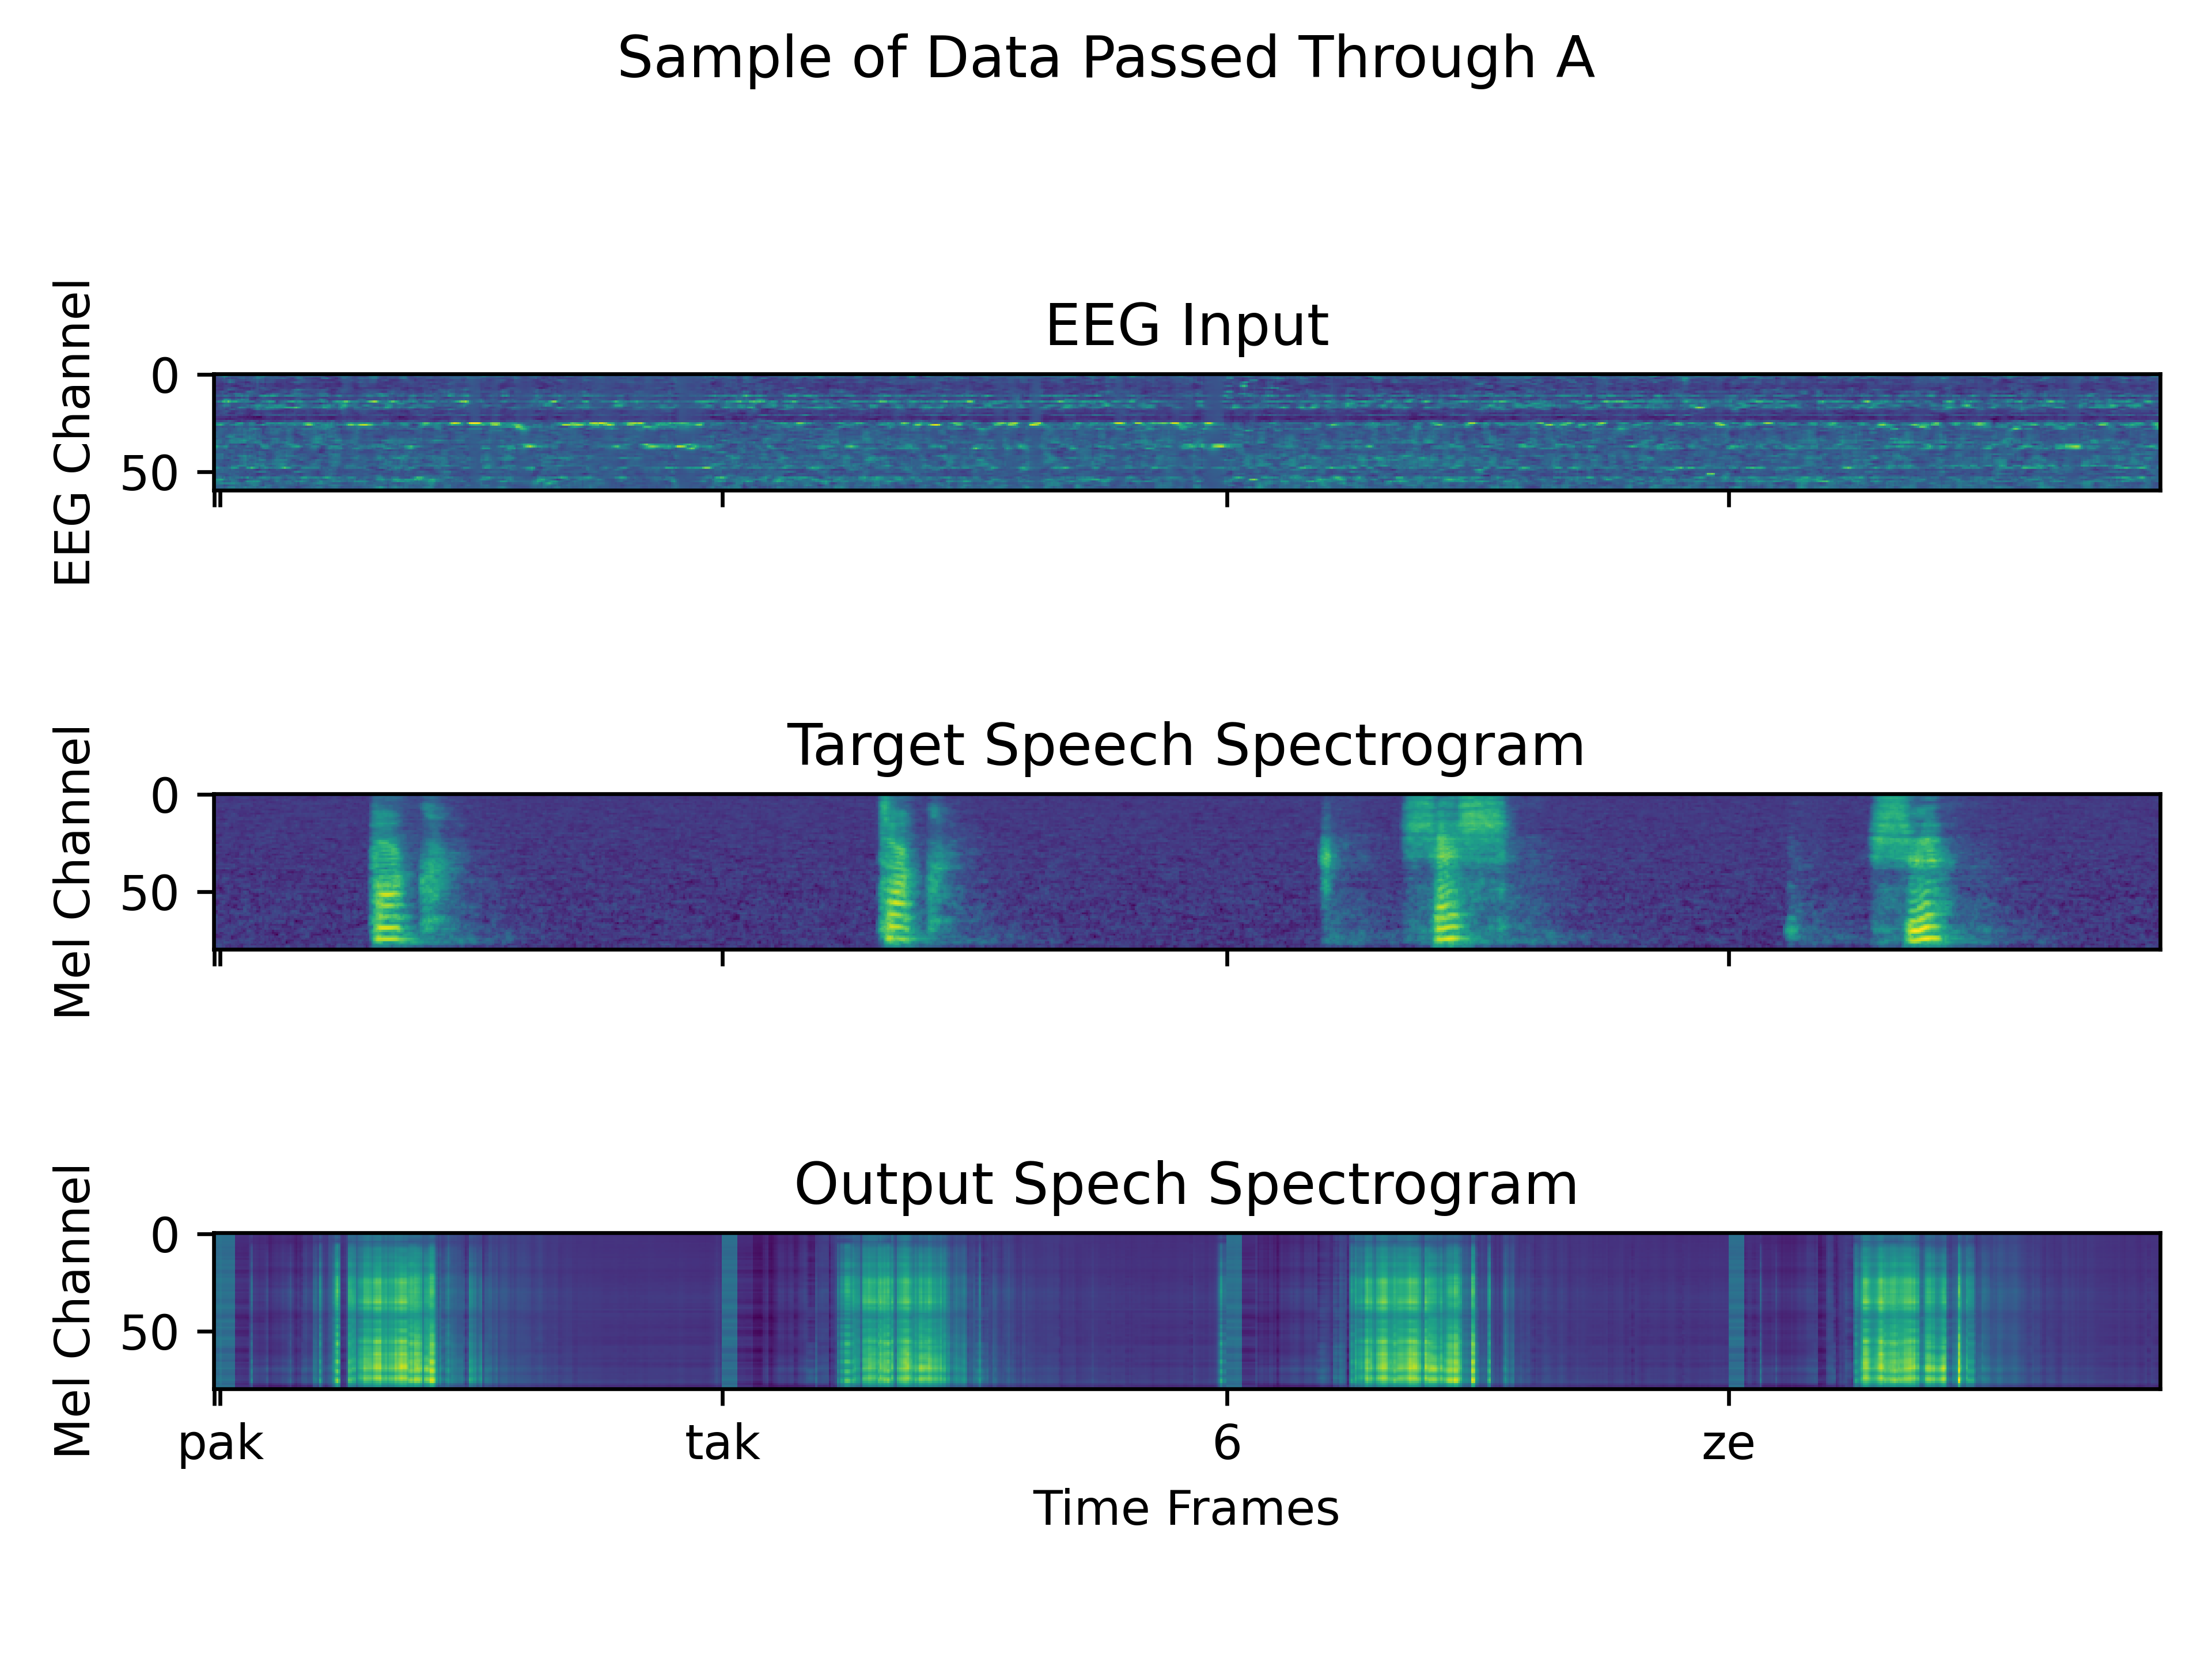 Sample of Data Passed Through A
EEG Input
EEG Channel
0
50
Target Speech Spectrogram
Mel Channel
0
50
Output Spech Spectrogram
Mel Channel
0
50
pak tak 6 ze
Time Frames